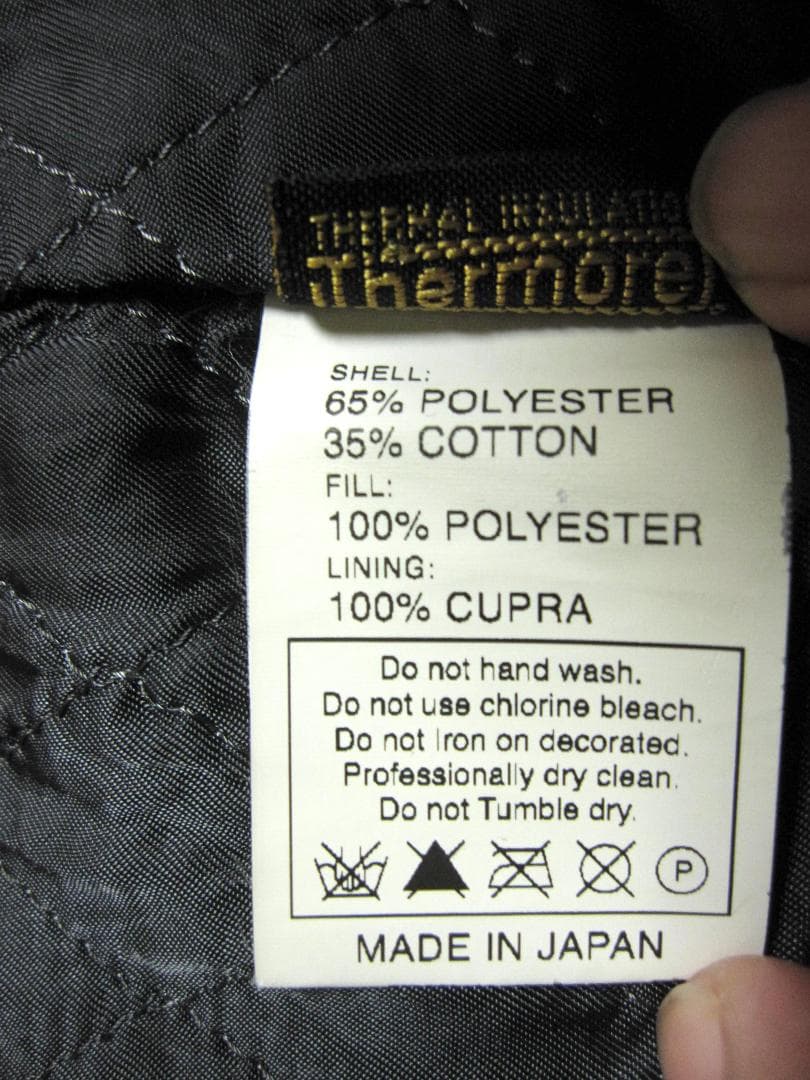 THERMAL INSULATIO
Thermore
SHELL:
65% POLYESTER
35% COTTON
FILL:
100% POLYESTER
LINING:
100% CUPRA
Do not hand wash.
Do not use chlorine bleach.
Do not Iron on decorated.
Professionally dry clean.
Do not Tumble dry.
P
MADE IN JAPAN